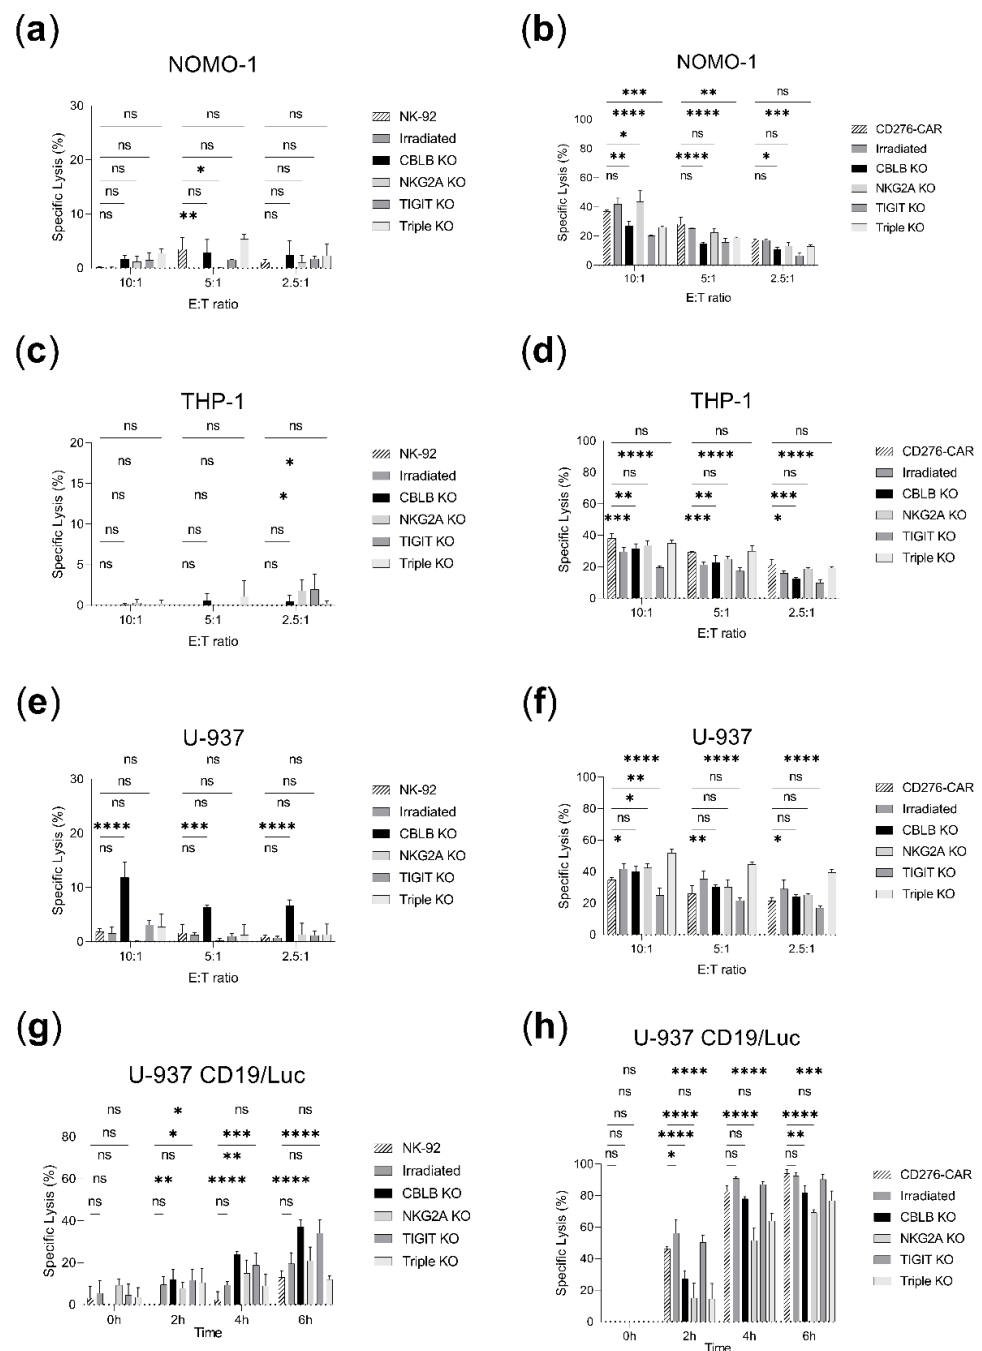 (a)
NOMO-1
30
20
10
0
Specific Lysis (%)
ns
ns
ns
ns
ns
ns
ns
*
ns
**
ns
ns
ns
ns
ns
10:1
5:1
2.5:1
E:T ratio
NK-92
Irradiated
CBLB KO
NKG2A KO
TIGIT KO
Triple KO
(b)
NOMO-1
100
80
60
40
20
0
Specific Lysis (%)
***
****
*
**
ns
**
****
ns
****
ns
ns
***
ns
*
ns
10:1
5:1
2.5:1
E:T ratio
CD276-CAR
Irradiated
CBLB KO
NKG2A KO
TIGIT KO
Triple KO
(c)
THP-1
20
15
10
5
0
Specific Lysis (%)
ns
ns
ns
ns
ns
ns
ns
ns
ns
ns
ns
*
*
ns
ns
10:1
5:1
2.5:1
E:T ratio
NK-92
Irradiated
CBLB KO
NKG2A KO
TIGIT KO
Triple KO
(d)
THP-1
100
80
60
40
20
0
Specific Lysis (%)
ns
****
ns
**
***
ns
****
ns
**
***
ns
****
ns
***
*
10:1
5:1
2.5:1
E:T ratio
CD276-CAR
Irradiated
CBLB KO
NKG2A KO
TIGIT KO
Triple KO
(e)
U-937
30
20
10
0
Specific Lysis (%)
ns
ns
ns
****
ns
ns
ns
ns
***
ns
ns
ns
ns
****
ns
10:1
5:1
2.5:1
E:T ratio
NK-92
Irradiated
CBLB KO
NKG2A KO
TIGIT KO
Triple KO
(f)
U-937
100
80
60
40
20
0
Specific Lysis (%)
****
**
*
ns
*
****
ns
ns
ns
**
****
ns
ns
ns
*
10:1
5:1
2.5:1
E:T ratio
CD276-CAR
Irradiated
CBLB KO
NKG2A KO
TIGIT KO
Triple KO
(g)
U-937 CD19/Luc
80
60
40
20
0
Specific Lysis (%)
ns
ns
ns
ns
ns
*
*
ns
**
ns
ns
***
**
****
ns
ns
****
ns
****
ns
0h
2h
4h
6h
Time
NK-92
Irradiated
CBLB KO
NKG2A KO
TIGIT KO
Triple KO
(h)
U-937 CD19/Luc
100
80
60
40
20
0
Specific Lysis (%)
ns
ns
ns
ns
ns
****
ns
****
****
*
****
ns
****
ns
ns
***
ns
****
**
ns
0h
2h
4h
6h
Time
CD276-CAR
Irradiated
CBLB KO
NKG2A KO
TIGIT KO
Triple KO